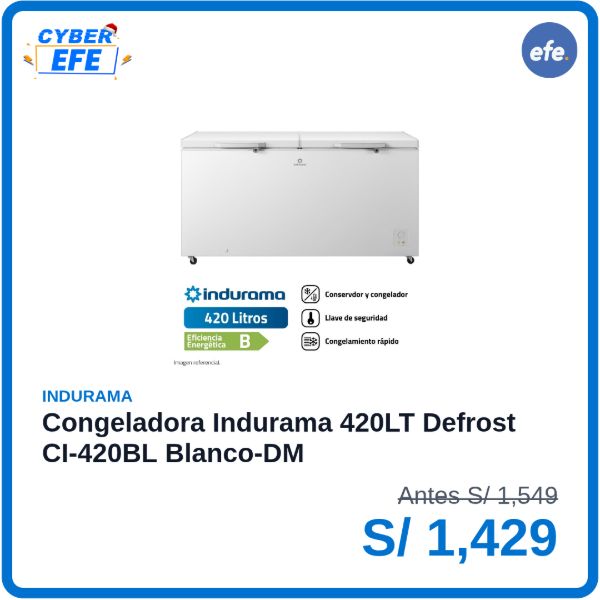 CYBER
EFE
efe.
indurama
420 Litros
Eficiencia
Energética
B
Conservdor y congelador
Llave de seguridad
Congelamiento rápido
Imagen referencial.
INDURAMA
Congeladora Indurama 420LT Defrost
CI-420BL Blanco-DM
Antes S/ 1,549
S/ 1,429